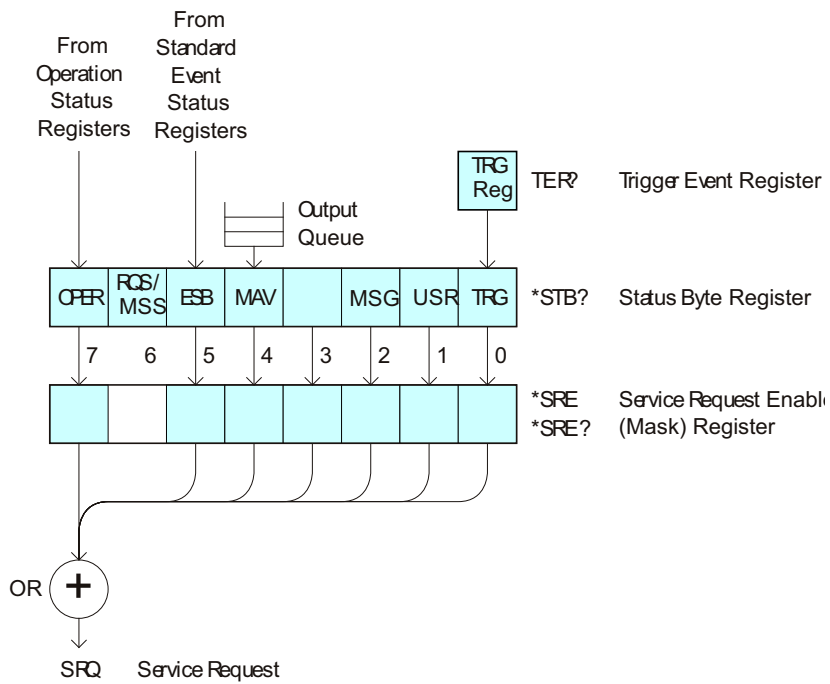 From
Operation
Status
Registers
From
Standard
Event
Status
Registers
TRG
Reg
TER?
Trigger Event Register
Output
Queue
OPER
RQS/
MSS
ESB
MAV
MSG
USR
TRG
*STB?
Status Byte Register
7 6 5 4 3 2 1 0
*SRE
*SRE?
Service Request Enable
(Mask) Register
OR
+
SRQ
Service Request